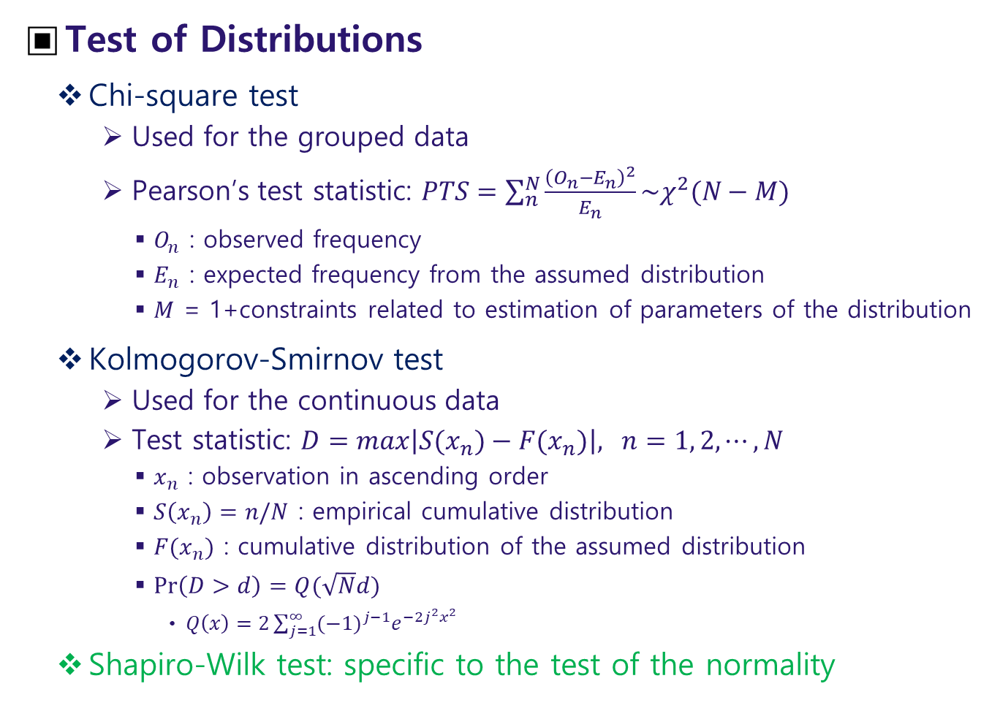 ▣ Test of Distributions
❖ Chi-square test
➢ Used for the grouped data
➢ Pearson’s test statistic: $PTS = \sum_{n}^{N} \frac{(O_n - E_n)^2}{E_n} \sim \chi^2(N - M)$
▪ $O_n$ : observed frequency
▪ $E_n$ : expected frequency from the assumed distribution
▪ $M$ = 1+constraints related to estimation of parameters of the distribution
❖ Kolmogorov-Smirnov test
➢ Used for the continuous data
➢ Test statistic: $D = max|S(x_n) - F(x_n)|, \; n = 1, 2, \cdots, N$
▪ $x_n$ : observation in ascending order
▪ $S(x_n) = n/N$ : empirical cumulative distribution
▪ $F(x_n)$ : cumulative distribution of the assumed distribution
▪ $\Pr(D > d) = Q(\sqrt{N}d)$
• $Q(x) = 2 \sum_{j=1}^{\infty} (-1)^{j-1} e^{-2j^2x^2}$
❖ Shapiro-Wilk test: specific to the test of the normality